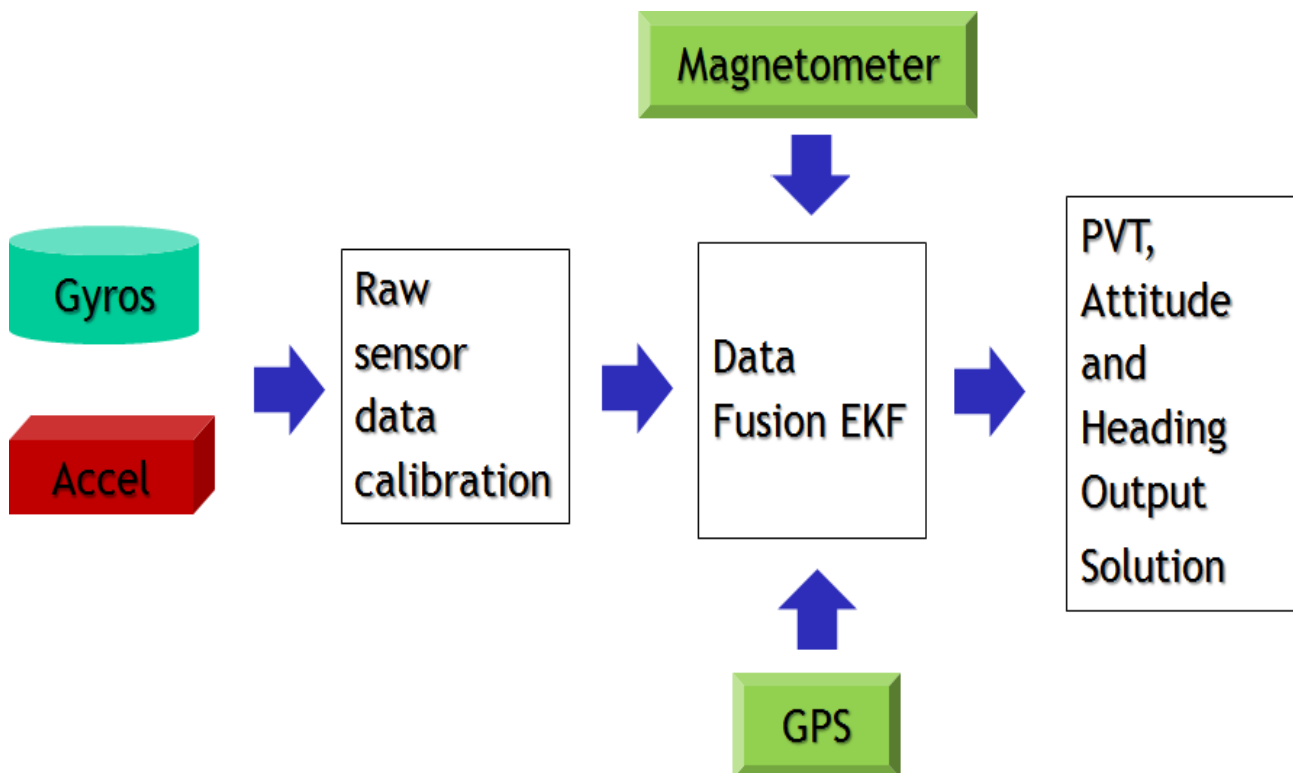 Magnetometer
Gyros
Accel
Raw
sensor
data
calibration
Data
Fusion EKF
PVT,
Attitude
and
Heading
Output
Solution
GPS